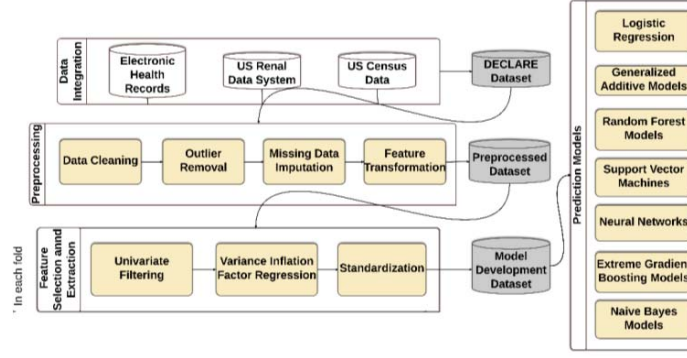 Data
Integration
Electronic
Health
Records
US Renal
Data System
US Census
Data
DECLARE
Dataset
Preprocessing
Data Cleaning
Outlier
Removal
Missing Data
Imputation
Feature
Transformation
Preprocessed
Dataset
' In each fold
Feature
Selection annd
Extraction
Univariate
Filtering
Variance Inflation
Factor Regression
Standardization
Model
Development
Dataset
Prediction Models
Logistic
Regression
Generalized
Additive Models
Random Forest
Models
Support Vector
Machines
Neural Networks
Extreme Gradien
Boosting Models
Naive Bayes
Models